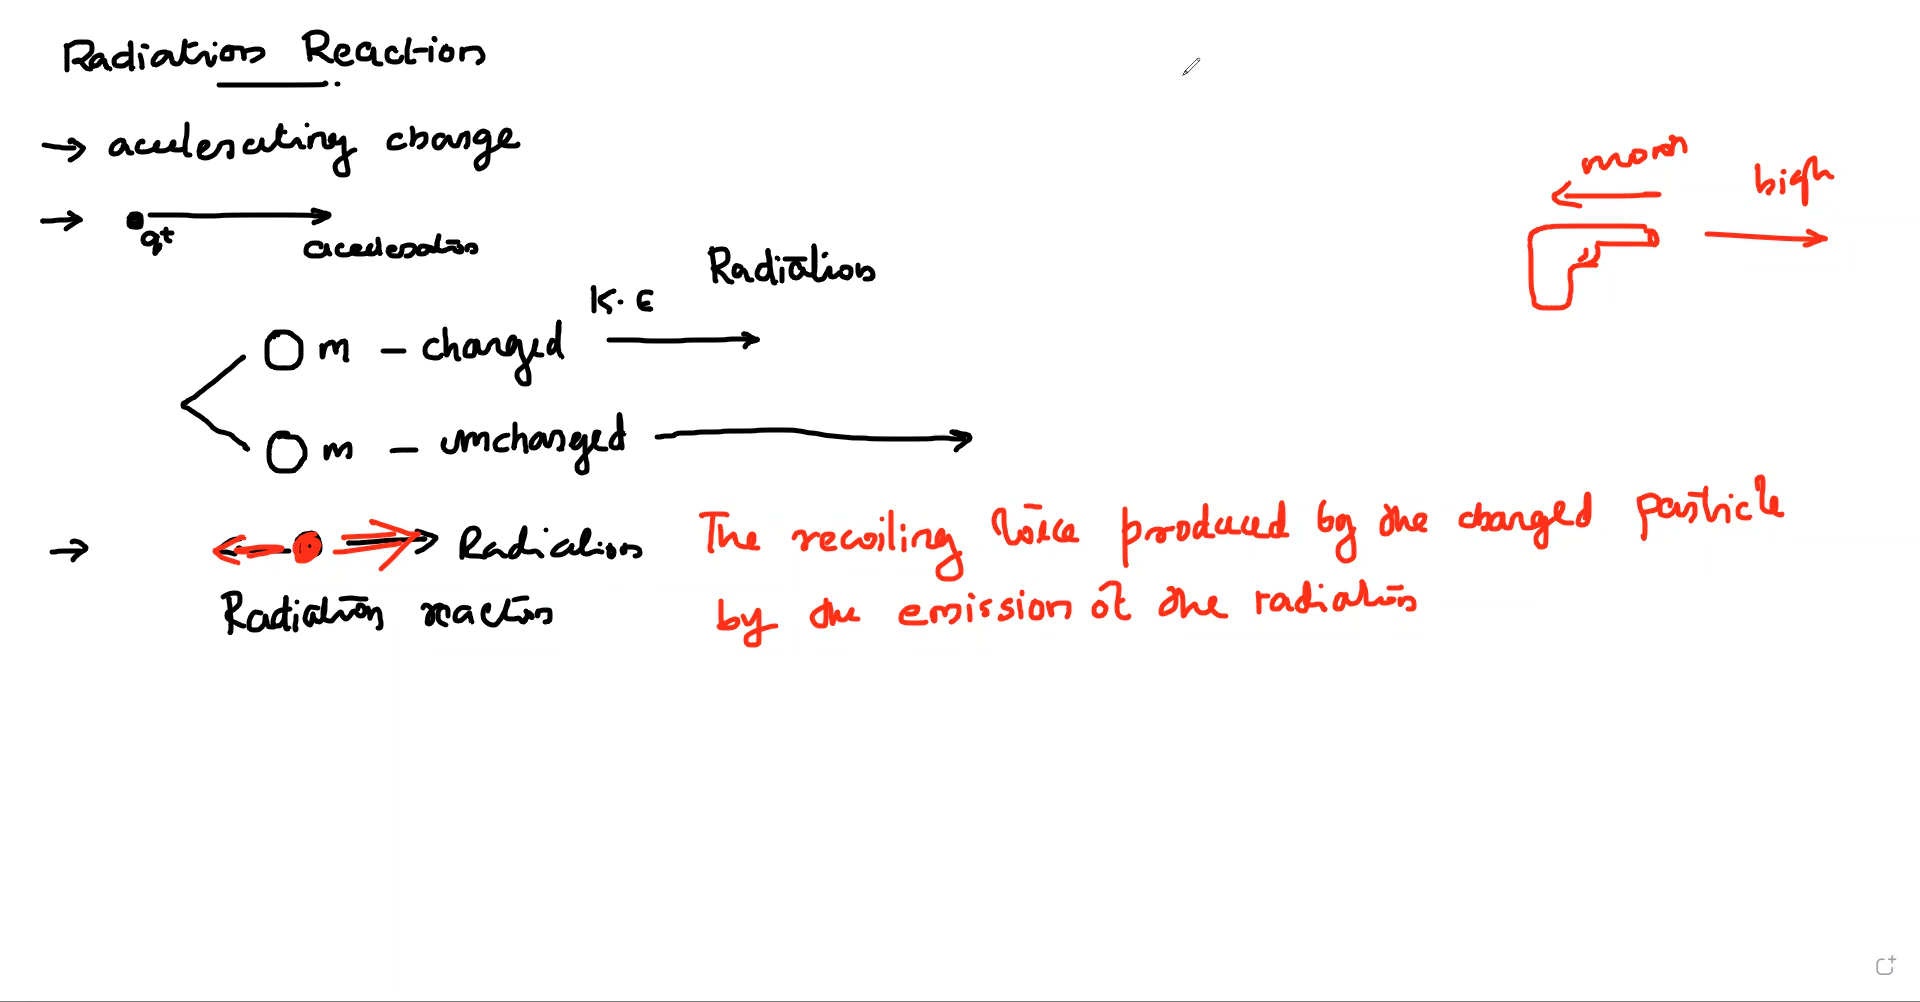 Radiation Reaction
→ accelerating charge
→ q+ acceleration
K.E Radiation
m - charged
m - uncharged
→ Radiation
Radiation reaction
The recoiling force produced by the charged particle
by the emission of the radiation
mom
high